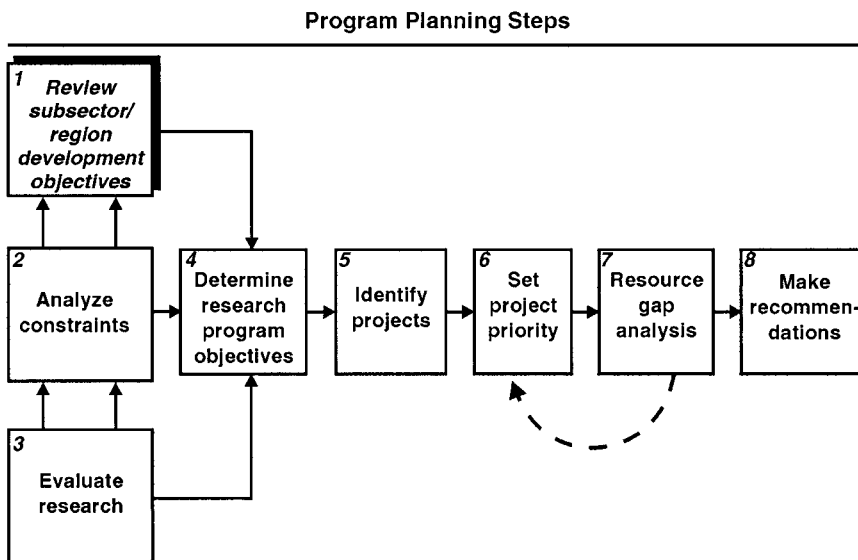 Program Planning Steps
1
Review
subsector/
region
development
objectives
2
Analyze
constraints
3
Evaluate
research
4
Determine
research
program
objectives
5
Identify
projects
6
Set
project
priority
7
Resource
gap
analysis
8
Make
recommen-
dations